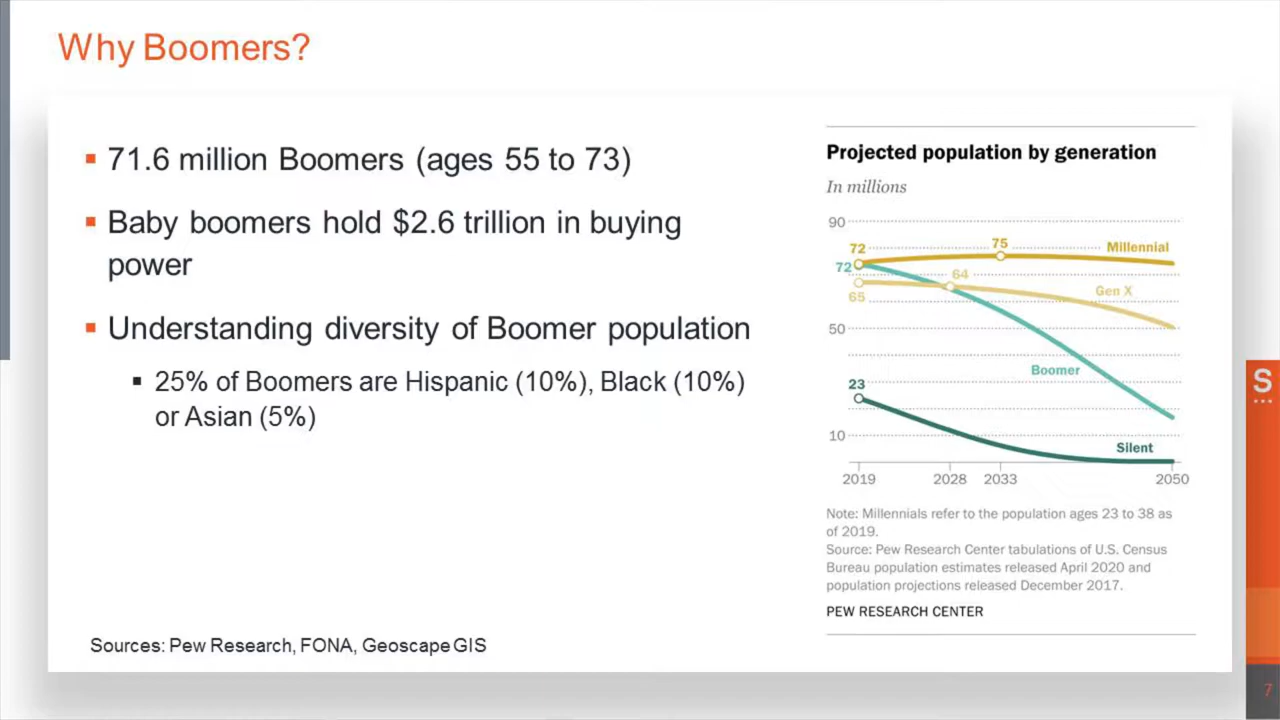 Why Boomers?
71.6 million Boomers (ages 55 to 73)
Baby boomers hold $2.6 trillion in buying
power
Understanding diversity of Boomer population
25% of Boomers are Hispanic (10%), Black (10%)
or Asian (5%)
Sources: Pew Research, FONA, Geoscape GIS
Projected population by generation
In millions
90
72
75
Millennial
72
64
65
Gen X
50
Boomer
23
10
Silent
2019 2028 2033 2050
Note: Millennials refer to the population ages 23 to 38 as
of 2019.
Source: Pew Research Center tabulations of U.S. Census
Bureau population estimates released April 2020 and
population projections released December 2017.
PEW RESEARCH CENTER
S
7